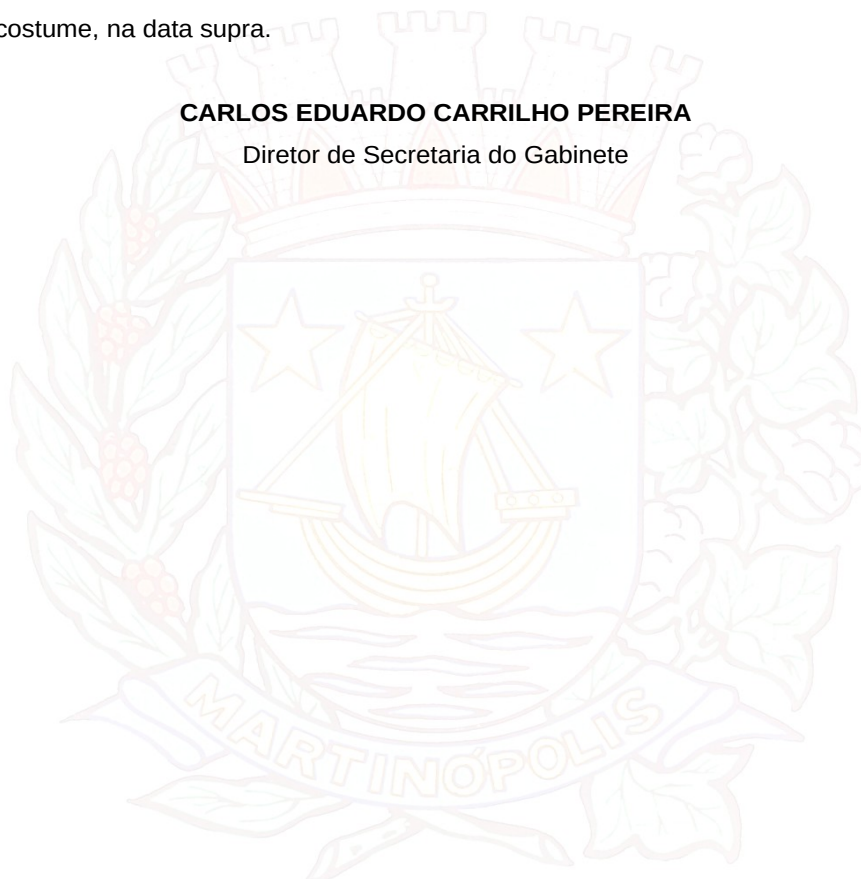 costume, na data supra.
CARLOS EDUARDO CARRILHO PEREIRA
Diretor de Secretaria do Gabinete
MARTINÓPOLIS